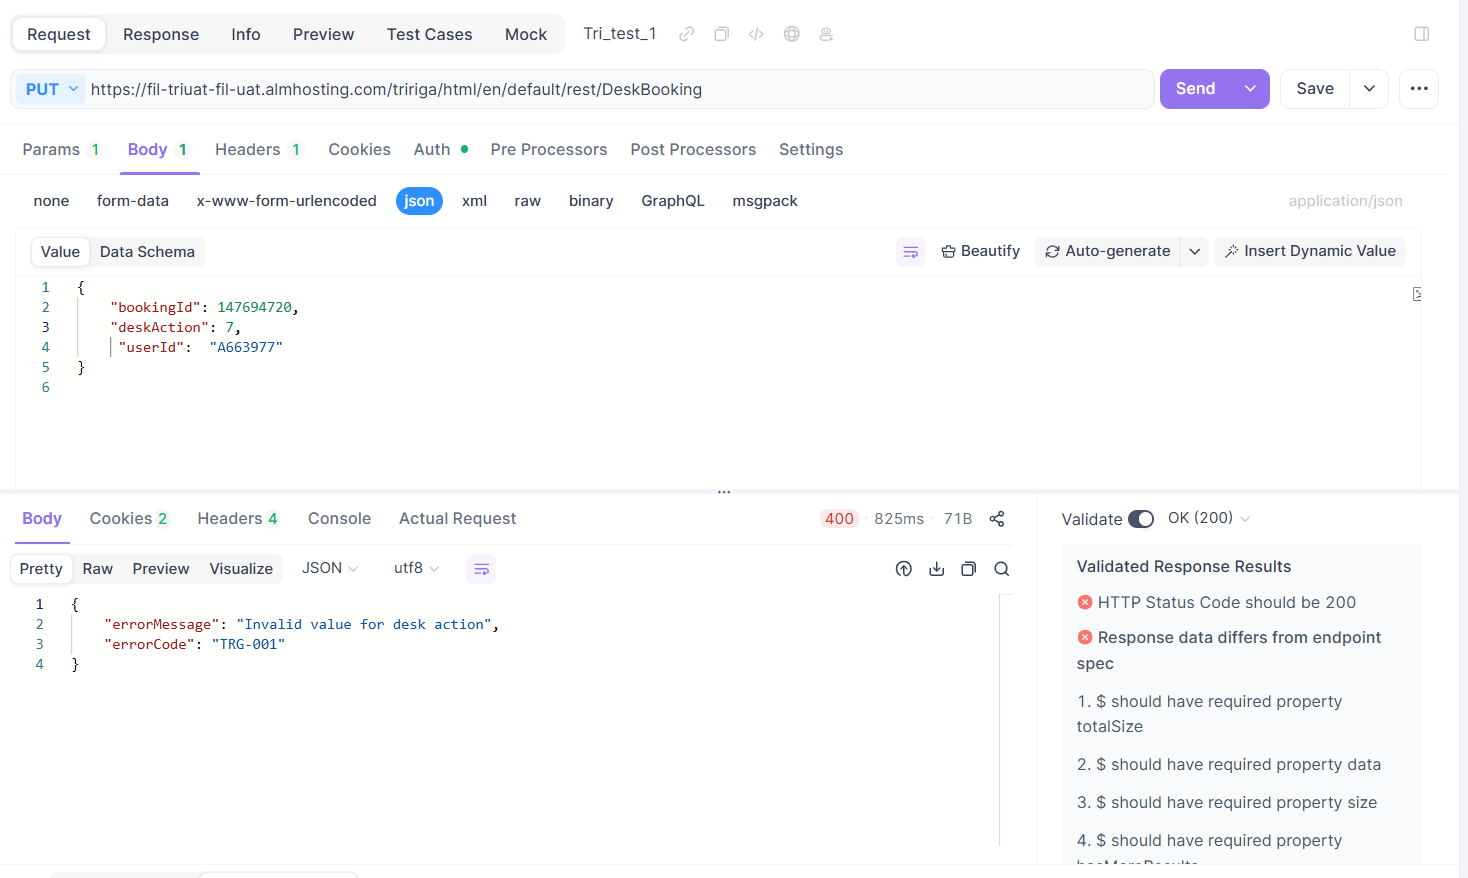 Request Response Info Preview Test Cases Mock Tri_test_1
PUT https://fil-triuat-fil-uat.almhosting.com/tririga/html/en/default/rest/DeskBooking Send Save
Params 1 Body 1 Headers 1 Cookies Auth Pre Processors Post Processors Settings
none form-data x-www-form-urlencoded json xml raw binary GraphQL msgpack application/json
Value Data Schema Beautify Auto-generate Insert Dynamic Value
1 {
2 "bookingId": 147694720,
3 "deskAction": 7,
4 "userId": "A663977"
5 }
6
Body Cookies 2 Headers 4 Console Actual Request 400 825ms 71B
Pretty Raw Preview Visualize JSON utf8
1 {
2 "errorMessage": "Invalid value for desk action",
3 "errorCode": "TRG-001"
4 }
Validate OK (200)
Validated Response Results
HTTP Status Code should be 200
Response data differs from endpoint
spec
1. $ should have required property
totalSize
2. $ should have required property data
3. $ should have required property size
4. $ should have required property
hasMoreResults